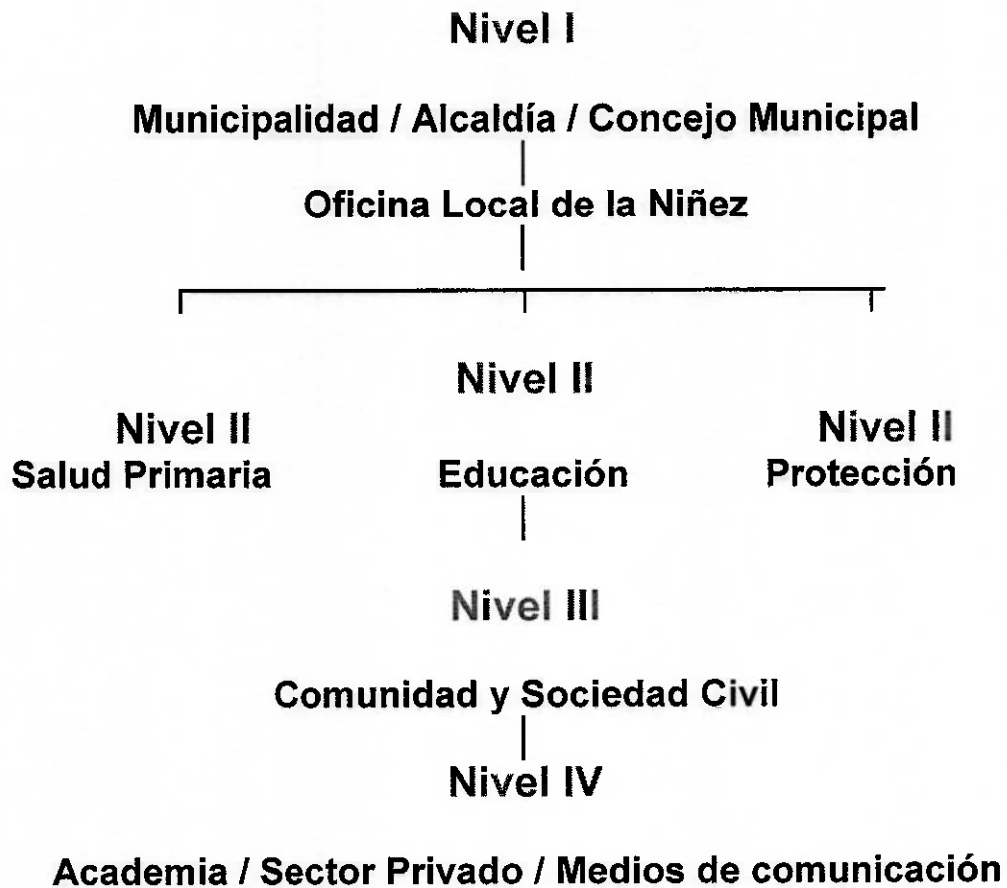 Nivel I
Municipalidad / Alcaldía / Concejo Municipal
Oficina Local de la Niñez
Nivel II
Nivel II
Nivel II
Salud Primaria
Educación
Protección
Nivel III
Comunidad y Sociedad Civil
Nivel IV
Academia / Sector Privado / Medios de comunicación